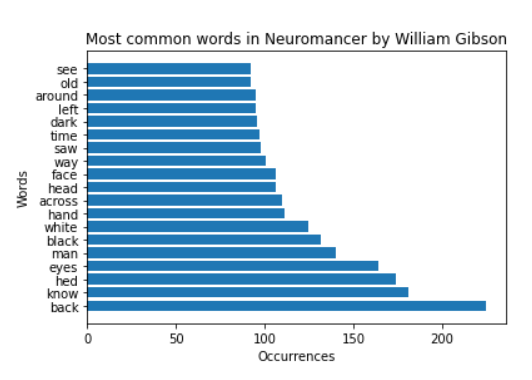 Most common words in Neuromancer by William Gibson
see
old
around
left
dark
time
saw
way
face
head
across
hand
white
black
man
eyes
hed
know
back
Words
0 50 100 150 200
Occurrences